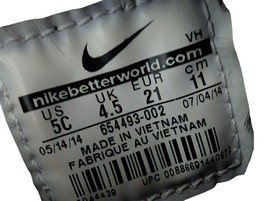 VH
nikebetterworld.com
US UK EUR cm
5C 4.5 21 11
05/14/14 654493-002 07/04/14
MADE IN VIETNAM
FABRIQUE AU VIETNAM
UPC 00886691440672